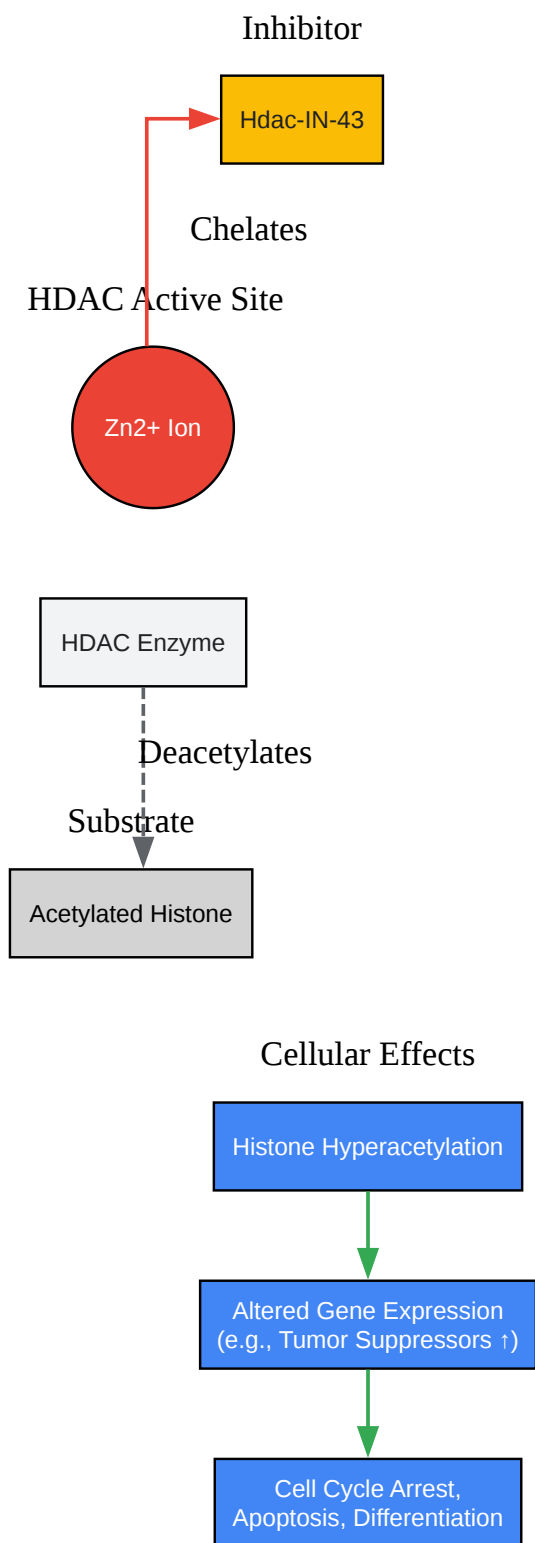 Inhibitor
Hdac-IN-43
Chelates
HDAC Active Site
Zn2+ Ion
HDAC Enzyme
Deacetylates
Substrate
Acetylated Histone
Cellular Effects
Histone Hyperacetylation
Altered Gene Expression
(e.g., Tumor Suppressors ↑)
Cell Cycle Arrest,
Apoptosis, Differentiation